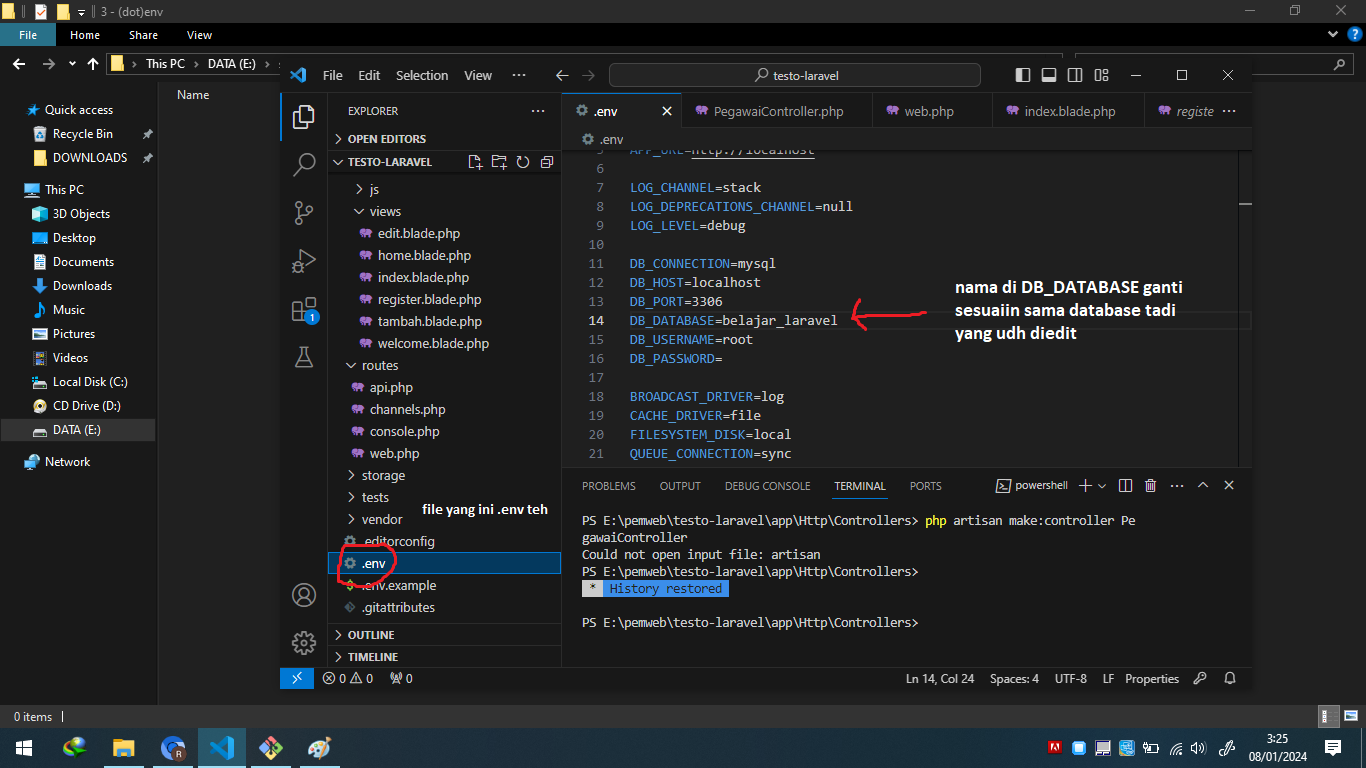 3 - (dot)env
File
Home
Share
View
This PC
DATA (E:)
Name
Quick access
Recycle Bin
DOWNLOADS
This PC
3D Objects
Desktop
Documents
Downloads
Music
Pictures
Videos
Local Disk (C:)
CD Drive (D:)
DATA (E:)
Network
0 items
File Edit Selection View ···
testo-laravel
EXPLORER
OPEN EDITORS
TESTO-LARAVEL
js
views
edit.blade.php
home.blade.php
index.blade.php
register.blade.php
tambah.blade.php
welcome.blade.php
routes
api.php
channels.php
console.php
web.php
storage
tests
vendor
file yang ini .env teh
.editorconfig
.env
.env.example
.gitattributes
OUTLINE
TIMELINE
1
.env
PegawaiController.php
web.php
index.blade.php
registe ···
.env
5 APP_URL=http://localhost
6
7 LOG_CHANNEL=stack
8 LOG_DEPRECATIONS_CHANNEL=null
9 LOG_LEVEL=debug
10
11 DB_CONNECTION=mysql
12 DB_HOST=localhost
13 DB_PORT=3306
14 DB_DATABASE=belajar_laravel
15 DB_USERNAME=root
16 DB_PASSWORD=
17
18 BROADCAST_DRIVER=log
19 CACHE_DRIVER=file
20 FILESYSTEM_DISK=local
21 QUEUE_CONNECTION=sync
nama di DB_DATABASE ganti
sesuaiin sama database tadi
yang udh diedit
PROBLEMS OUTPUT DEBUG CONSOLE TERMINAL PORTS
powershell
PS E:\pemweb\testo-laravel\app\Http\Controllers> php artisan make:controller Pe
gawaiController
Could not open input file: artisan
PS E:\pemweb\testo-laravel\app\Http\Controllers>
* History restored
PS E:\pemweb\testo-laravel\app\Http\Controllers>
0 0 0
Ln 14, Col 24 Spaces: 4 UTF-8 LF Properties
3:25
08/01/2024